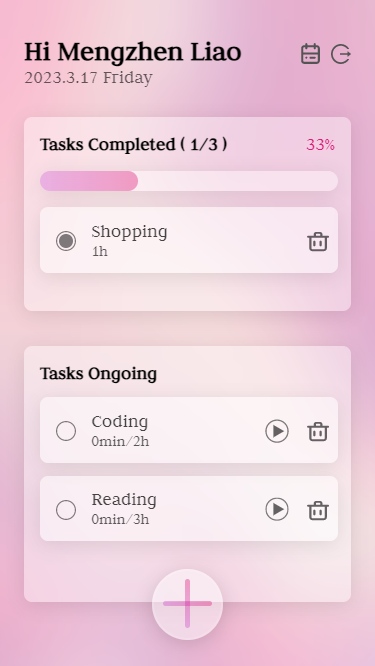 Hi Mengzhen Liao
2023.3.17 Friday
Tasks Completed ( 1/3 )
33%
Shopping
1h
Tasks Ongoing
Coding
0min/2h
Reading
0min/3h